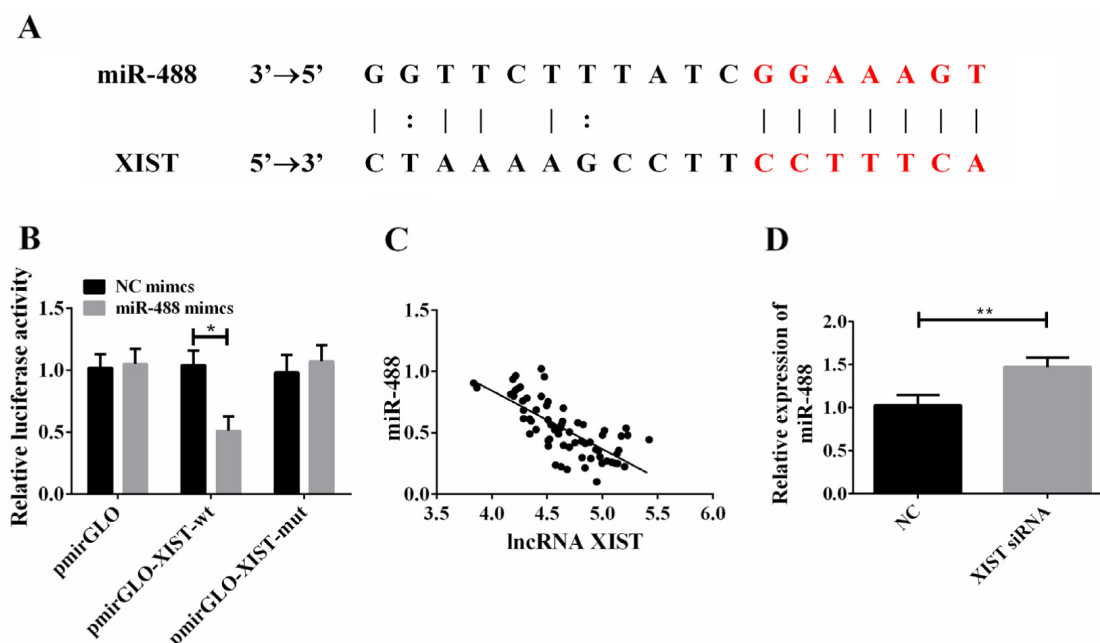 A
miR-488 3'→5' G G T T C T T T A T C G G A A A G T
| : | | | : | | | | | | |
XIST 5'→3' C T A A A A G C C T T C C T T T C A
B
NC mimcs
miR-488 mimcs
*
Relative luciferase activity
1.5
1.0
0.5
0.0
pmirGLO
pmirGLO-XIST-wt
pmirGLO-XIST-mut
C
miR-488
1.5
1.0
0.5
0.0
3.5 4.0 4.5 5.0 5.5 6.0
lncRNA XIST
D
**
Relative expression of
miR-488
2.0
1.5
1.0
0.5
0.0
NC
XIST siRNA